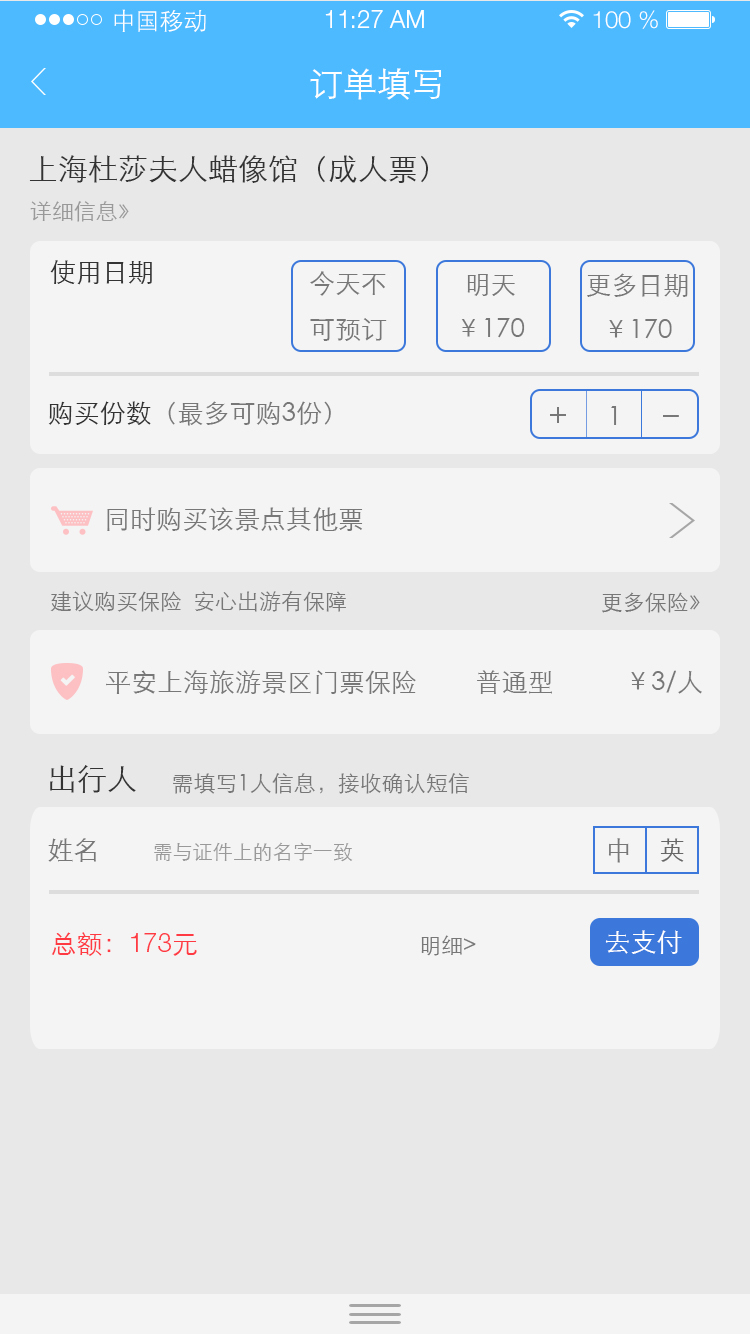 中国移动 11:27 AM 100 %
订单填写
上海杜莎夫人蜡像馆（成人票）
详细信息》
使用日期
今天不
可预订
明天
￥170
更多日期
￥170
购买份数（最多可购3份）
+ 1 −
同时购买该景点其他票
建议购买保险 安心出游有保障 更多保险》
平安上海旅游景区门票保险 普通型 ￥3/人
出行人 需填写1人信息，接收确认短信
姓名 需与证件上的名字一致 中 英
总额：173元 明细> 去支付